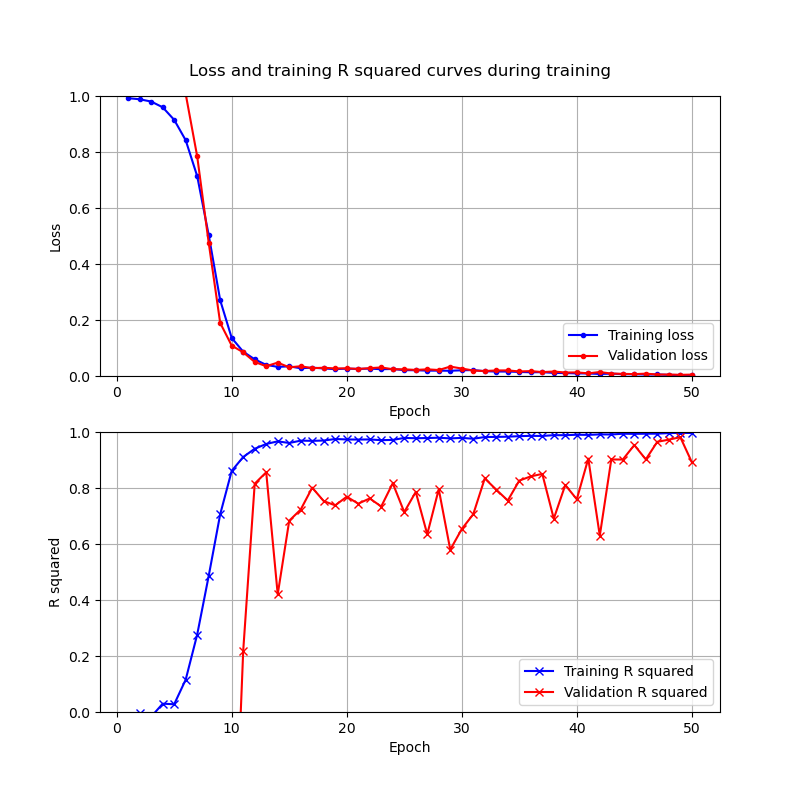 Loss and training R squared curves during training
1.0
0.8
0.6
0.4
0.2
0.0
Loss
0 10 20 30 40 50
Epoch
Training loss
Validation loss
1.0
0.8
0.6
0.4
0.2
0.0
R squared
0 10 20 30 40 50
Epoch
Training R squared
Validation R squared